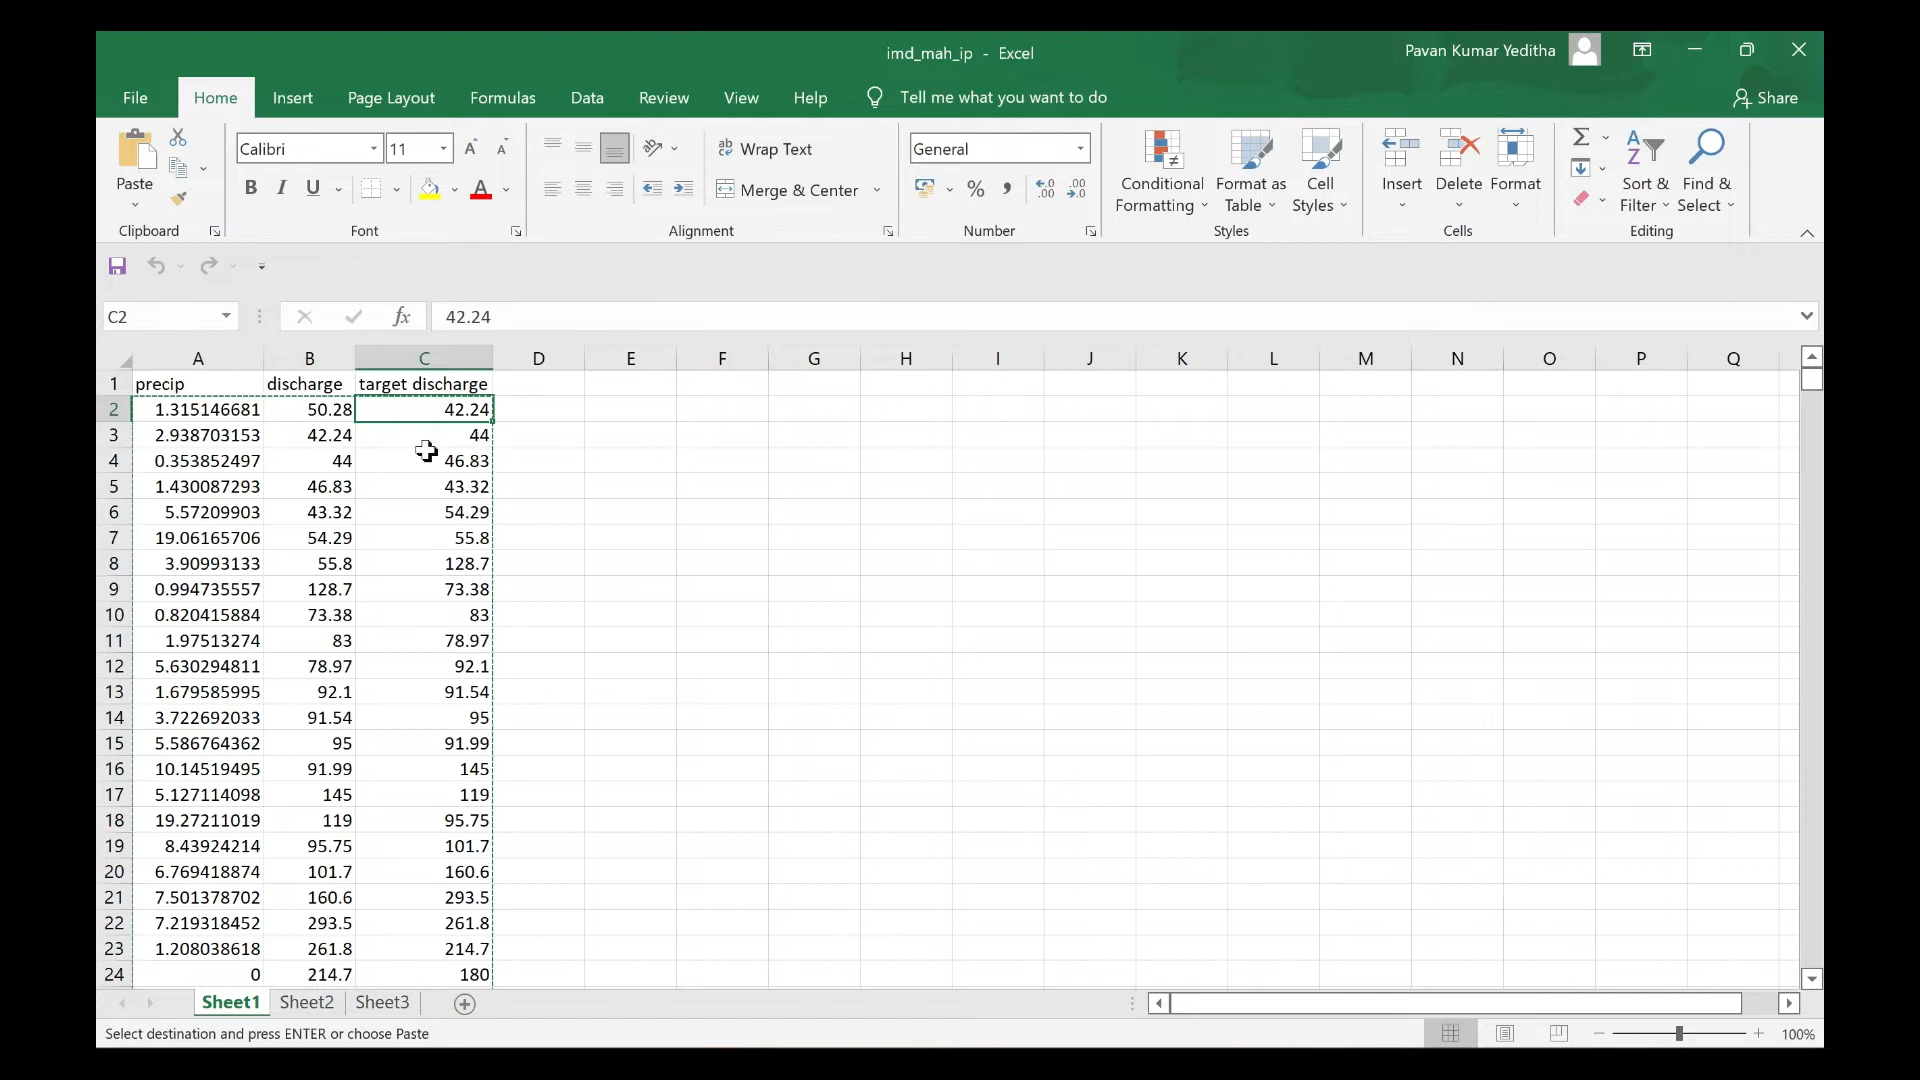 imd_mah_ip - Excel
Pavan Kumar Yeditha
File Home Insert Page Layout Formulas Data Review View Help Tell me what you want to do Share
Calibri 11 Wrap Text General
Paste B I U A Merge & Center % , Conditional Formatting Format as Table Cell Styles Insert Delete Format Sort & Filter Find & Select
Clipboard Font Alignment Number Styles Cells Editing
C2 fx 42.24
A B C D E F G H I J K L M N O P Q
1 precip discharge target discharge
2 1.315146681 50.28 42.24
3 2.938703153 42.24 44
4 0.353852497 44 46.83
5 1.430087293 46.83 43.32
6 5.57209903 43.32 54.29
7 19.06165706 54.29 55.8
8 3.90993133 55.8 128.7
9 0.994735557 128.7 73.38
10 0.820415884 73.38 83
11 1.97513274 83 78.97
12 5.630294811 78.97 92.1
13 1.679585995 92.1 91.54
14 3.722692033 91.54 95
15 5.586764362 95 91.99
16 10.14519495 91.99 145
17 5.127114098 145 119
18 19.27211019 119 95.75
19 8.43924214 95.75 101.7
20 6.769418874 101.7 160.6
21 7.501378702 160.6 293.5
22 7.219318452 293.5 261.8
23 1.208038618 261.8 214.7
24 0 214.7 180
Sheet1 Sheet2 Sheet3
Select destination and press ENTER or choose Paste 100%